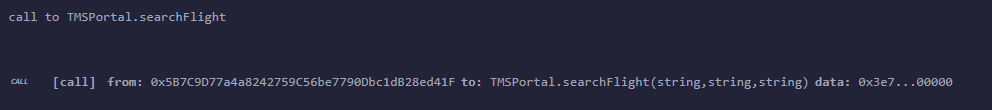 call to TMSPortal.searchFlight
CALL [call] from: 0x5B7C9D77a4a8242759C56be7790Dbc1dB28ed41F to: TMSPortal.searchFlight(string,string,string) data: 0x3e7...00000